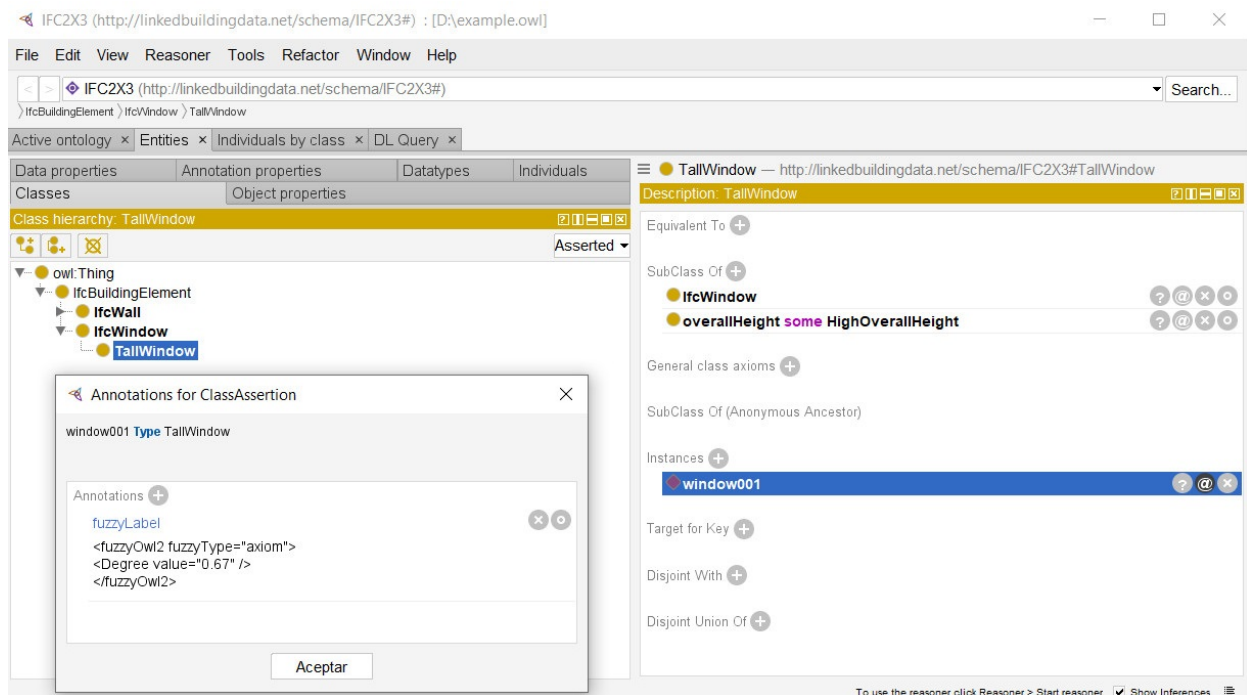 IFC2X3 (http://linkedbuildingdata.net/schema/IFC2X3#) : [D:\example.owl]
File Edit View Reasoner Tools Refactor Window Help
< > IFC2X3 (http://linkedbuildingdata.net/schema/IFC2X3#) Search...
IfcBuildingElement IfcWindow TallWindow
Active ontology × Entities × Individuals by class × DL Query ×
Data properties Annotation properties Datatypes Individuals
Classes Object properties
Class hierarchy: TallWindow
Asserted
owl:Thing
IfcBuildingElement
IfcWall
IfcWindow
TallWindow
Annotations for ClassAssertion
window001 Type TallWindow
Annotations
fuzzyLabel
<fuzzyOwl2 fuzzyType="axiom">
<Degree value="0.67" />
</fuzzyOwl2>
Aceptar
TallWindow — http://linkedbuildingdata.net/schema/IFC2X3#TallWindow
Description: TallWindow
Equivalent To
SubClass Of
IfcWindow
overallHeight some HighOverallHeight
General class axioms
SubClass Of (Anonymous Ancestor)
Instances
window001
Target for Key
Disjoint With
Disjoint Union Of
To use the reasoner click Reasoner > Start reasoner Show Inferences